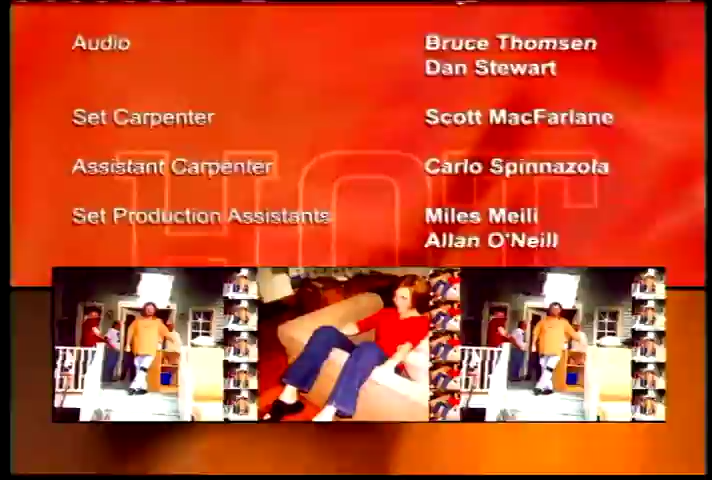 Audio Bruce Thomsen
Dan Stewart
Set Carpenter Scott MacFarlane
Assistant Carpenter Carlo Spinnazola
Set Production Assistants Miles Meili
Allan O'Neill
HOT